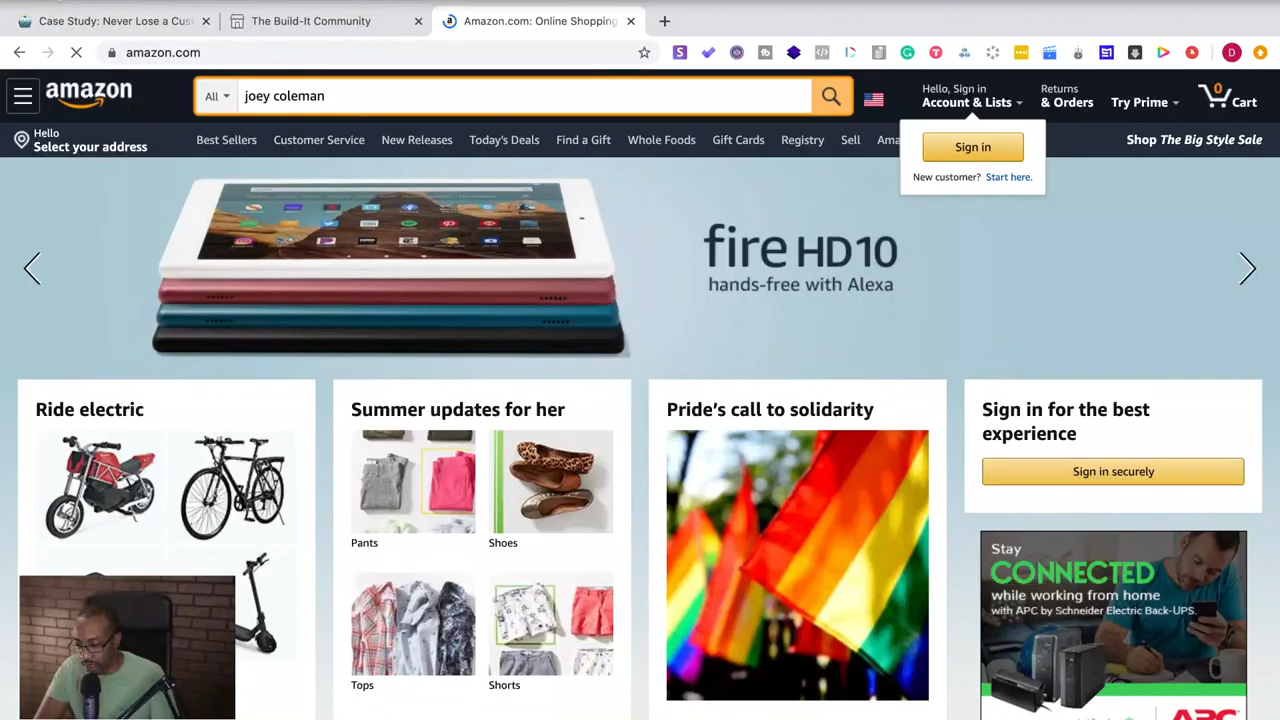 Case Study: Never Lose a Cus
The Build-It Community
Amazon.com: Online Shopping
amazon.com
amazon
All
joey coleman
Hello, Sign in
Account & Lists
Returns
& Orders
Try Prime
0
Cart
Hello
Select your address
Best Sellers
Customer Service
New Releases
Today's Deals
Find a Gift
Whole Foods
Gift Cards
Registry
Sell
Ama
Shop The Big Style Sale
Sign in
New customer? Start here.
fire HD10
hands-free with Alexa
Ride electric
Summer updates for her
Pants
Shoes
Tops
Shorts
Pride's call to solidarity
Sign in for the best
experience
Sign in securely
Stay
CONNECTED
while working from home
with APC by Schneider Electric Back-UPS.
APC